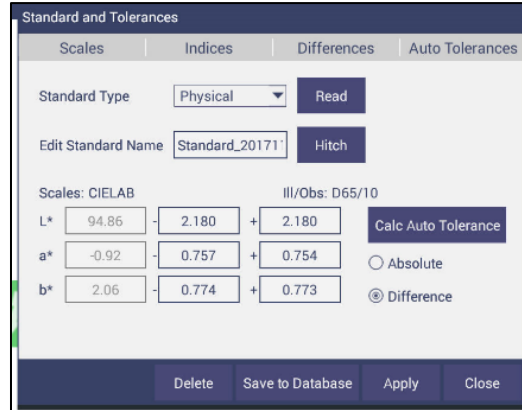 Standard and Tolerances
Scales Indices Differences Auto Tolerances
Standard Type Physical Read
Edit Standard Name Standard_20171 Hitch
Scales: CIELAB Ill/Obs: D65/10
L* 94.86 - 2.180 + 2.180 Calc Auto Tolerance
a* -0.92 - 0.757 + 0.754 Absolute
b* 2.06 - 0.774 + 0.773 Difference
Delete Save to Database Apply Close